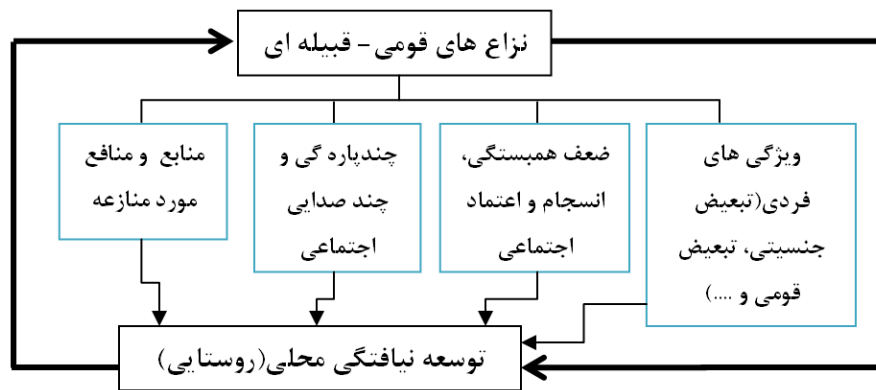 نزاع های قومی - قبیله ای
ویژگی های
فردی(تبعیض
جنسیتی، تبعیض
قومی و ....)
ضعف همبستگی،
انسجام و اعتماد
اجتماعی
چندپاره گی و
چند صدایی
اجتماعی
منابع و منافع
مورد منازعه
توسعه نیافتگی محلی(روستایی)